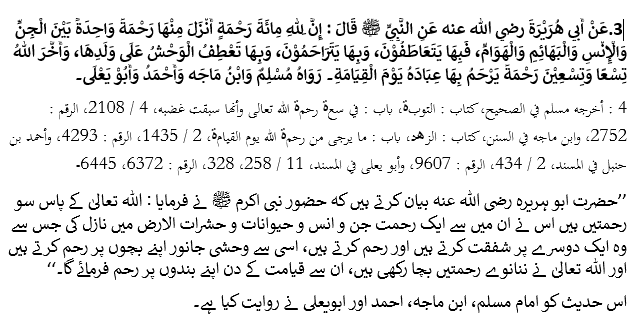 3. عَنْ أَبِي هُرَيْرَةَ رضي الله عنه عَنِ النَّبِيِّ ﷺ قَالَ : إِنَّ ِللهِ مِائَةَ رَحْمَةٍ أَنْزَلَ مِنْهَا رَحْمَةً وَاحِدَةً بَيْنَ الْجِنِّ
وَالْإِنْسِ وَالْبَهَائِمِ وَالْهَوَامِّ، فَبِهَا يَتَعَاطَفُوْنَ، وَبِهَا يَتَرَاحَمُوْنَ، وَبِهَا تَعْطِفُ الْوَحْشُ عَلَى وَلَدِهَا، وَأَخَّرَ اللهُ
تِسْعًا وَتِسْعِيْنَ رَحْمَةً يَرْحَمُ بِهَا عِبَادَهُ يَوْمَ الْقِيَامَةِ. رَوَاهُ مُسْلِمٌ وَابْنُ مَاجَه وَأَحْمَدُ وَأَبُوْ يَعْلَى.
4 : أخرجه مسلم في الصحيح، كتاب : التوبة، باب : في سعة رحمة الله تعالى وأنها سبقت غضبه، 4 / 2108، الرقم :
2752، وابن ماجه في السنن، كتاب : الزهد، باب : ما يرجى من رحمة الله يوم القيامة، 2 / 1435، الرقم : 4293، وأحمد بن
حنبل في المسند، 2 / 434، الرقم : 9607، وأبو يعلى في المسند، 11 / 258، 328، الرقم : 6372، 6445-
’’حضرت ابو ہریرہ رضی الله عنه بیان کرتے ہیں که حضور نبی اکرم ﷺ نے فرمایا : الله تعالیٰ کے پاس سو
رحمتیں ہیں اس نے ان میں سے ایک رحمت جن و انس و حیوانات و حشرات الارض میں نازل کی جس سے
وہ ایک دوسرے پر شفقت کرتے ہیں اور رحم کرتے ہیں، اسی سے وحشی جانور اپنے بچوں پر رحم کرتے ہیں
اور الله تعالیٰ نے ننانوے رحمتیں بچا رکھی ہیں، ان سے قیامت کے دن اپنے بندوں پر رحم فرمائے گا۔‘‘
اس حدیث کو امام مسلم، ابن ماجه، احمد اور ابویعلی نے روایت کیا ہے۔